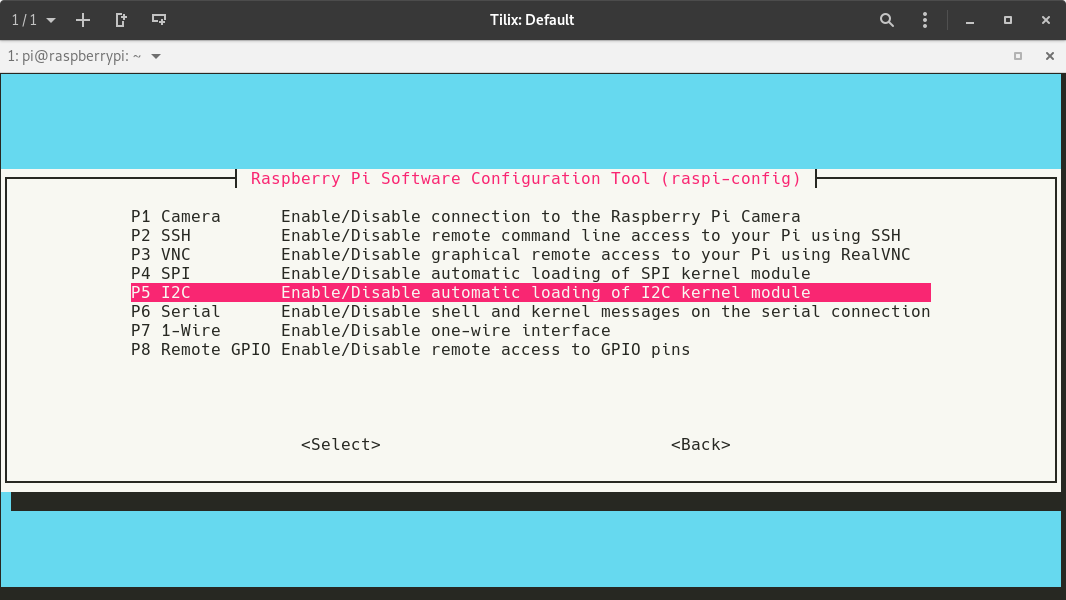 1 / 1
Tilix: Default
1: pi@raspberrypi: ~
Raspberry Pi Software Configuration Tool (raspi-config)
P1 Camera Enable/Disable connection to the Raspberry Pi Camera
P2 SSH Enable/Disable remote command line access to your Pi using SSH
P3 VNC Enable/Disable graphical remote access to your Pi using RealVNC
P4 SPI Enable/Disable automatic loading of SPI kernel module
P5 I2C Enable/Disable automatic loading of I2C kernel module
P6 Serial Enable/Disable shell and kernel messages on the serial connection
P7 1-Wire Enable/Disable one-wire interface
P8 Remote GPIO Enable/Disable remote access to GPIO pins
<Select> <Back>